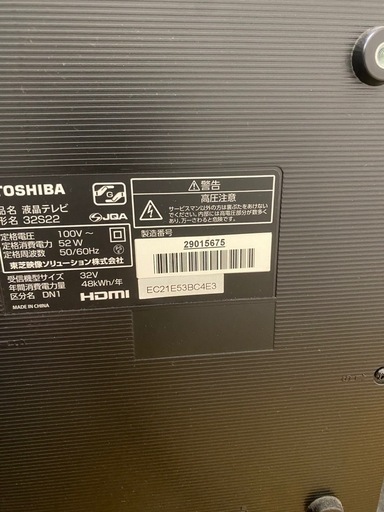 TOSHIBA
品名 液晶テレビ
形名 32S22
JQA
定格電圧 100V～
定格消費電力 52W
定格周波数 50/60Hz
東芝映像ソリューション株式会社
受信機型サイズ 32V
年間消費電力量 48kWh/年
区分名 DN1
HDMI
MADE IN CHINA
警告
高圧注意
サービスマン以外の方は裏ぶたをあけないで
ください。内部には高電圧部分が数多くあ
り、万一さわると危険です。
製造番号
29015675
EC21E53BC4E3